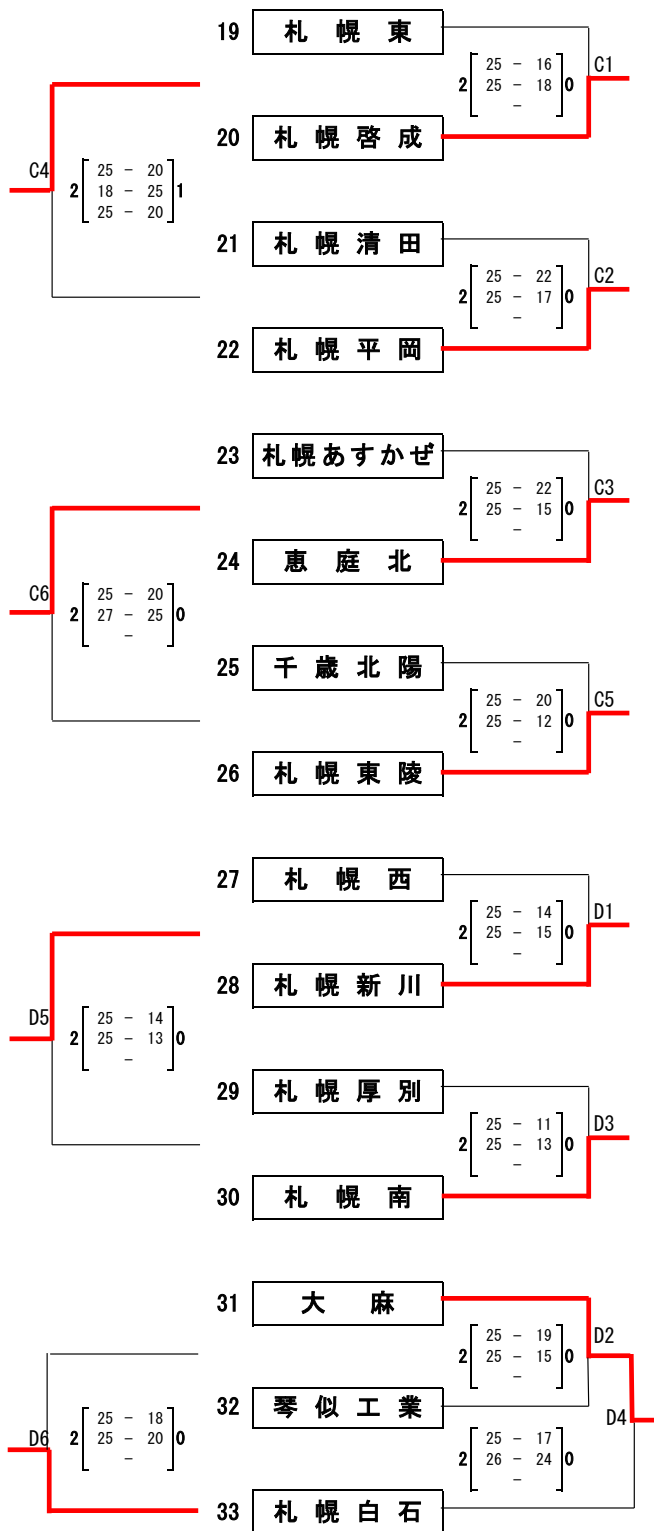 19 札幌東
2 25 － 16 0 C1
25 － 18
－
20 札幌啓成
C4 2 25 － 20 1
18 － 25
25 － 20
21 札幌清田
2 25 － 22 0 C2
25 － 17
－
22 札幌平岡
23 札幌あすかぜ
2 25 － 22 0 C3
25 － 15
－
24 恵庭北
C6 2 25 － 20 0
27 － 25
－
25 千歳北陽
2 25 － 20 0 C5
25 － 12
－
26 札幌東陵
27 札幌西
2 25 － 14 0 D1
25 － 15
－
28 札幌新川
D5 2 25 － 14 0
25 － 13
－
29 札幌厚別
2 25 － 11 0 D3
25 － 13
－
30 札幌南
31 大麻
2 25 － 19 0 D2
25 － 15
－
32 琴似工業
D4
2 25 － 17 0
26 － 24
－
D6 2 25 － 18 0
25 － 20
－
33 札幌白石